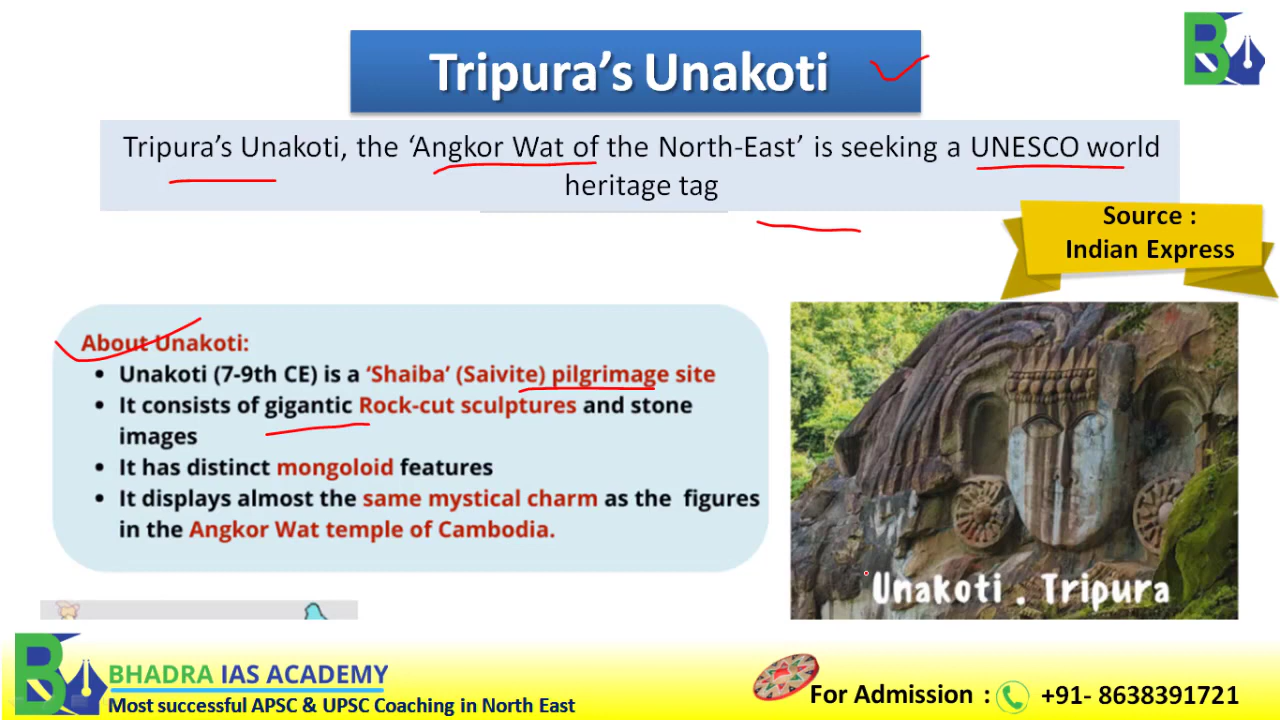 Tripura's Unakoti
Tripura's Unakoti, the 'Angkor Wat of the North-East' is seeking a UNESCO world
heritage tag
Source :
Indian Express
About Unakoti:
• Unakoti (7-9th CE) is a 'Shaiba' (Saivite) pilgrimage site
• It consists of gigantic Rock-cut sculptures and stone
images
• It has distinct mongoloid features
• It displays almost the same mystical charm as the figures
in the Angkor Wat temple of Cambodia.
Unakoti . Tripura
BHADRA IAS ACADEMY
Most successful APSC & UPSC Coaching in North East
For Admission : +91- 8638391721